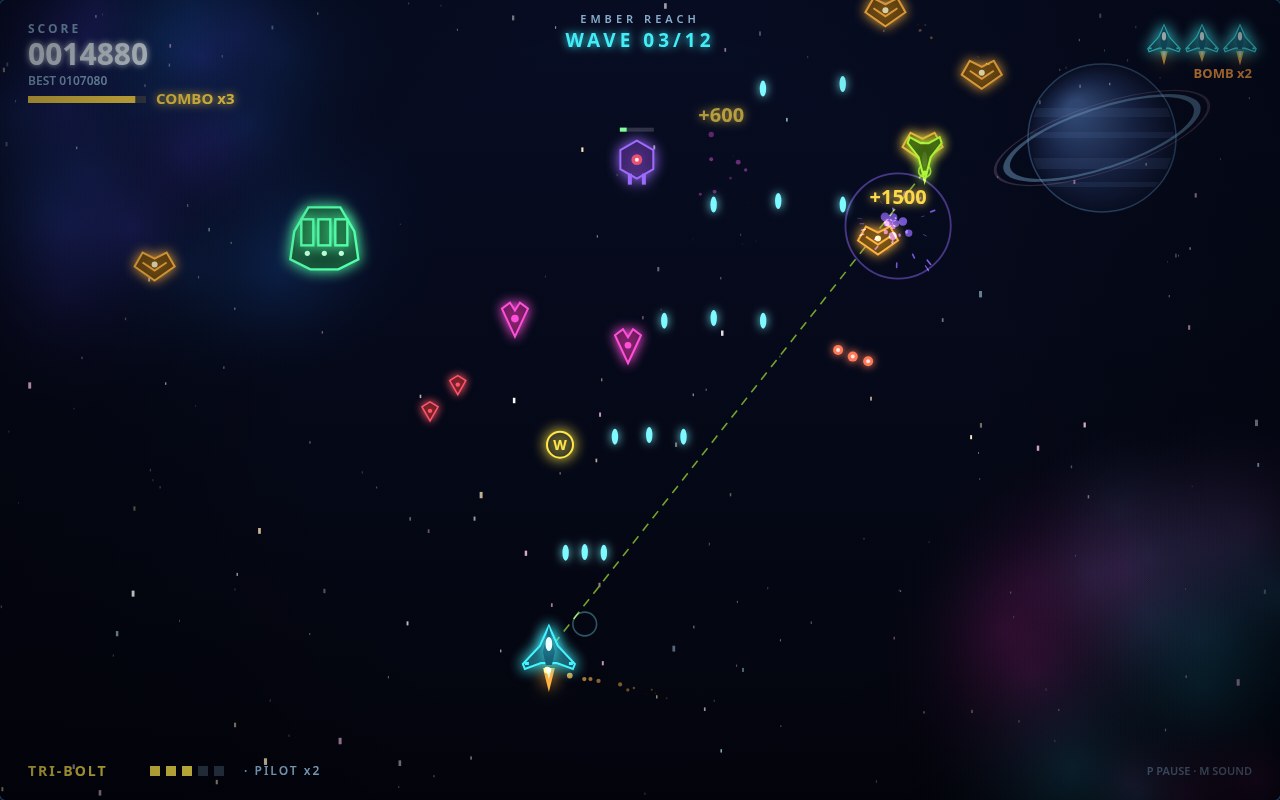 SCORE
0014880
BEST 0107080
COMBO x3
EMBER REACH
WAVE 03/12
BOMB x2
+600
+1500
W
TRI-BOLT
· PILOT x2
P PAUSE · M SOUND